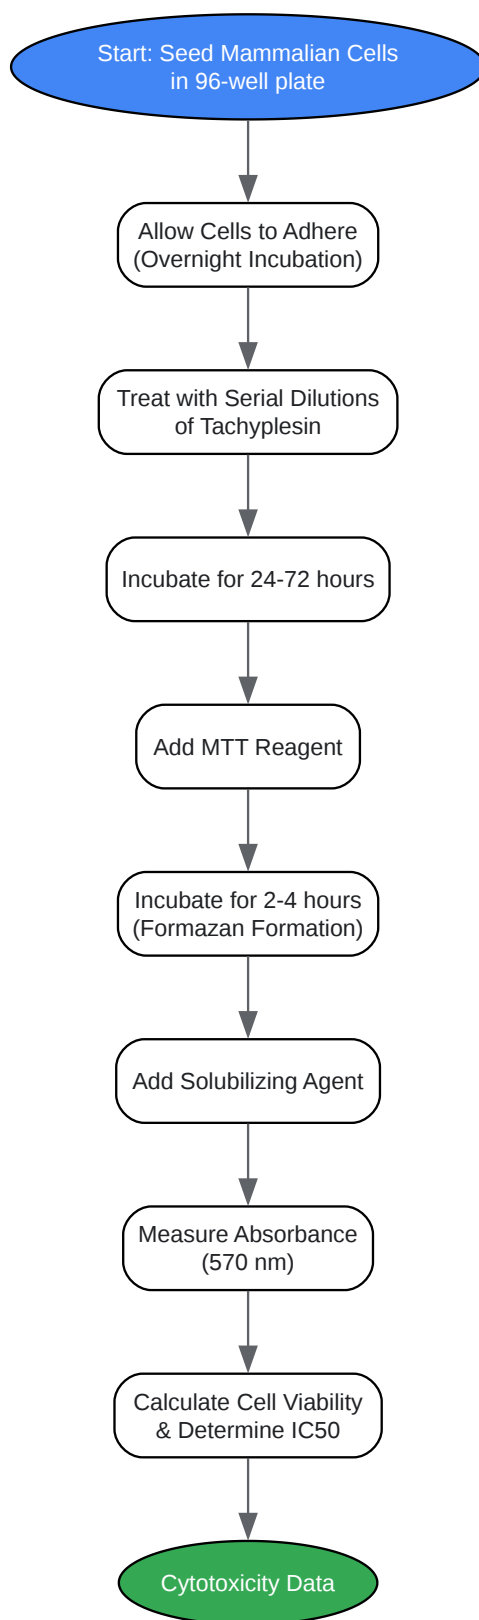 Start: Seed Mammalian Cells
in 96-well plate
Allow Cells to Adhere
(Overnight Incubation)
Treat with Serial Dilutions
of Tachyplesin
Incubate for 24-72 hours
Add MTT Reagent
Incubate for 2-4 hours
(Formazan Formation)
Add Solubilizing Agent
Measure Absorbance
(570 nm)
Calculate Cell Viability
& Determine IC50
Cytotoxicity Data